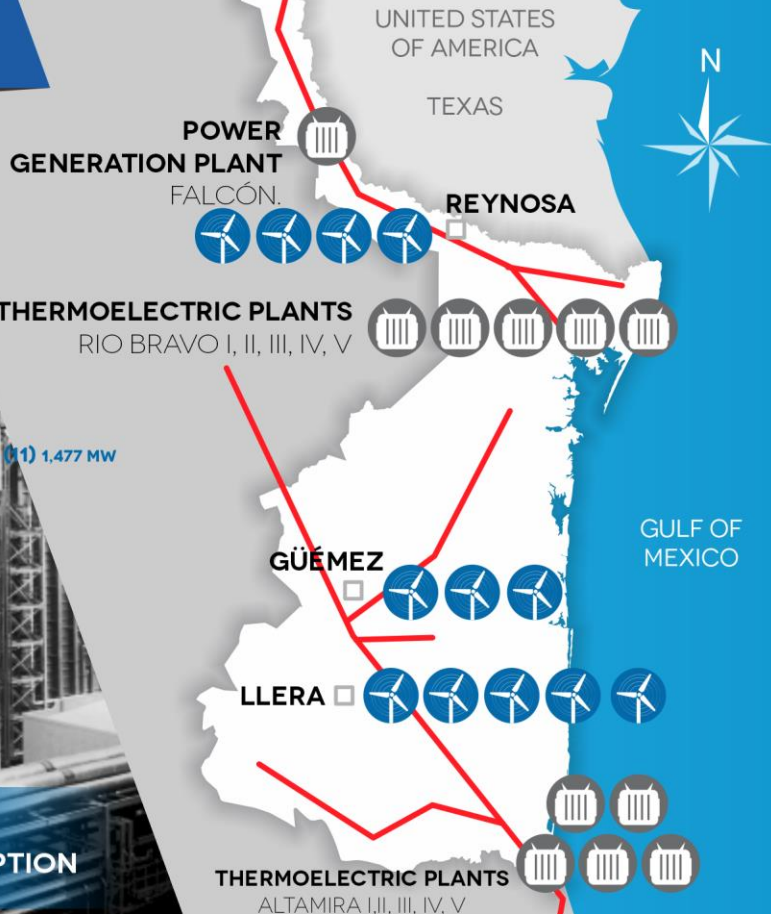 UNITED STATES
OF AMERICA
TEXAS
N
POWER
GENERATION PLANT
FALCÓN.
REYNOSA
THERMOELECTRIC PLANTS
RIO BRAVO I, II, III, IV, V
(11) 1,477 MW
GULF OF
MEXICO
GÜÉMEZ
LLERA
PTION
THERMOELECTRIC PLANTS
ALTAMIRA I,II, III, IV, V